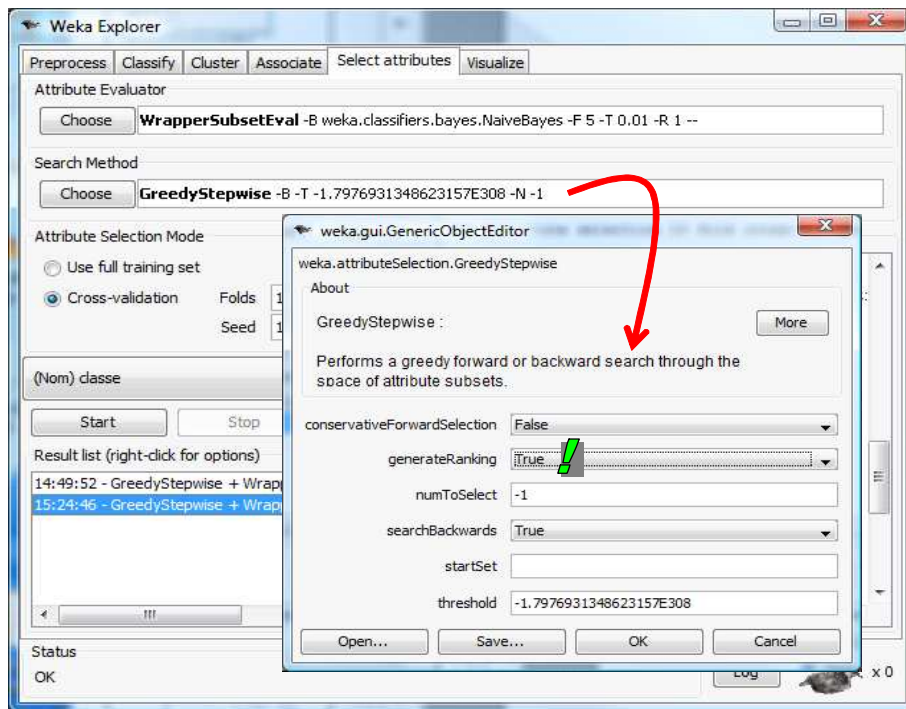 Weka Explorer
Preprocess Classify Cluster Associate Select attributes Visualize
Attribute Evaluator
Choose WrapperSubsetEval -B weka.classifiers.bayes.NaiveBayes -F 5 -T 0.01 -R 1 --
Search Method
Choose GreedyStepwise -B -T -1.7976931348623157E308 -N -1
Attribute Selection Mode
Use full training set
Cross-validation Folds 1
Seed 1
(Nom) classe
Start Stop
Result list (right-click for options)
14:49:52 - GreedyStepwise + Wrap
15:24:46 - GreedyStepwise + Wrap
Status
OK
Log x 0
weka.gui.GenericObjectEditor
weka.attributeSelection.GreedyStepwise
About
GreedyStepwise :
More
Performs a greedy forward or backward search through the
space of attribute subsets.
conservativeForwardSelection False
generateRanking True !
numToSelect -1
searchBackwards True
startSet
threshold -1.7976931348623157E308
Open... Save... OK Cancel